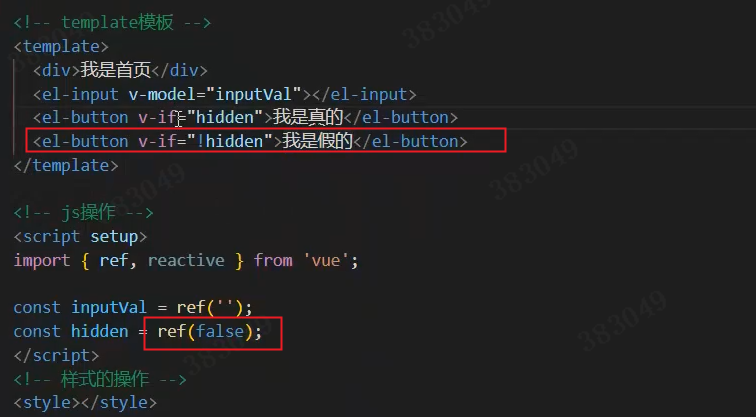 <!-- template模板 -->
<template>
<div>我是首页</div>
<el-input v-model="inputVal"></el-input>
<el-button v-if="hidden">我是真的</el-button>
<el-button v-if="!hidden">我是假的</el-button>
</template>
<!-- js操作 -->
<script setup>
import { ref, reactive } from 'vue';
const inputVal = ref('');
const hidden = ref(false);
</script>
<!-- 样式的操作 -->
<style></style>
383049
383049
383049
383049
383049
383049